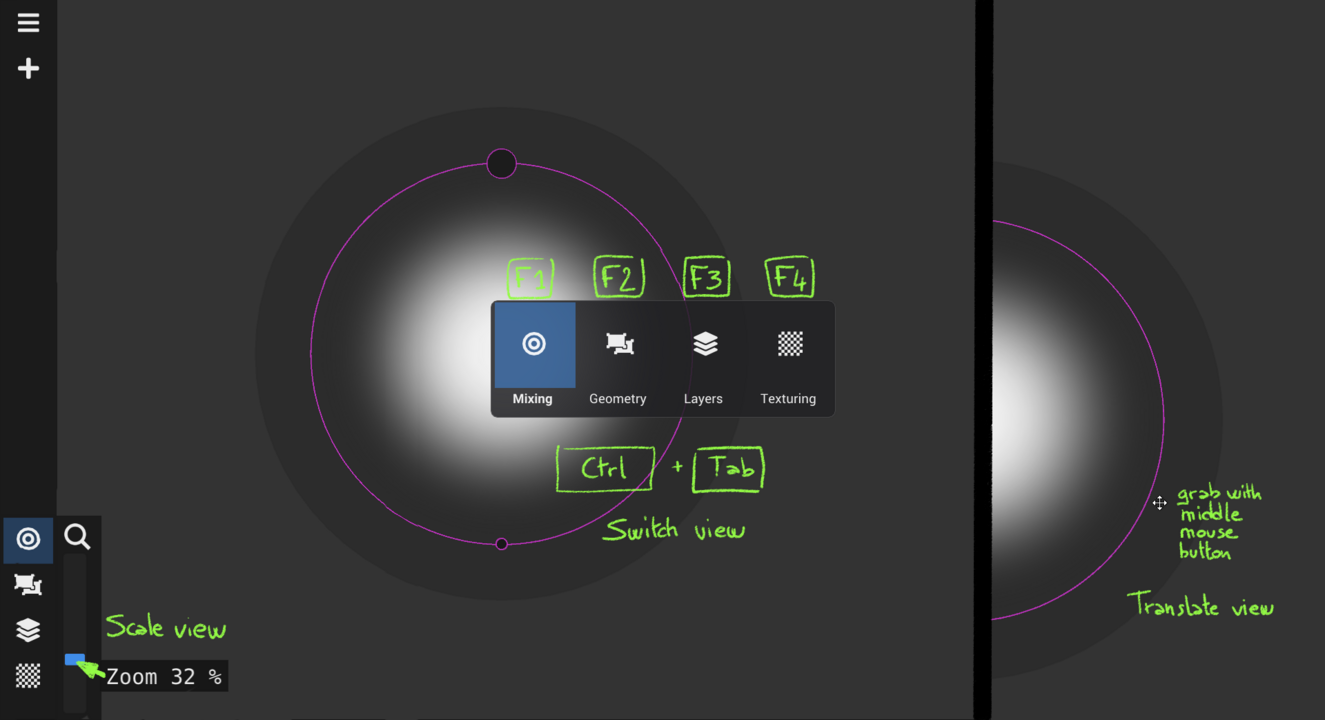 F1 F2 F3 F4
Mixing Geometry Layers Texturing
Ctrl + Tab
Switch view
grab with
middle
mouse
button
Translate view
Scale view
Zoom 32 %